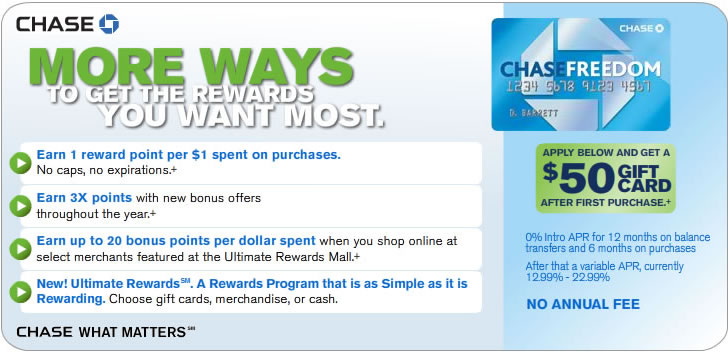 CHASE
MORE WAYS
TO GET THE REWARDS
YOU WANT MOST.
Earn 1 reward point per $1 spent on purchases.
No caps, no expirations.+
Earn 3X points with new bonus offers
throughout the year.+
Earn up to 20 bonus points per dollar spent when you shop online at
select merchants featured at the Ultimate Rewards Mall.+
New! Ultimate Rewards℠. A Rewards Program that is as Simple as it is
Rewarding. Choose gift cards, merchandise, or cash.
CHASE WHAT MATTERS℠
CHASE
CHASE FREEDOM
1234 5678 9123 4567
D. BARRETT
APPLY BELOW AND GET A
$50 GIFT
CARD
AFTER FIRST PURCHASE.+
0% Intro APR for 12 months on balance
transfers and 6 months on purchases
After that a variable APR, currently
12.99% - 22.99%
NO ANNUAL FEE